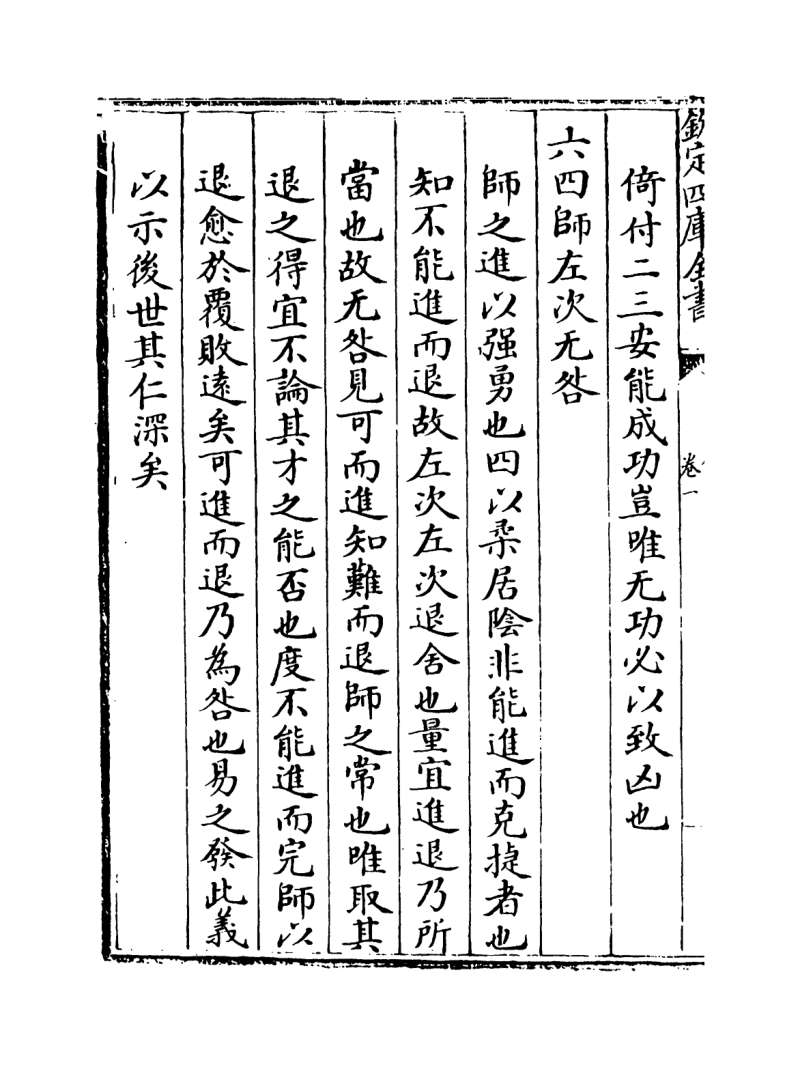 欽定四庫全書
卷一
倚付二三安能成功豈唯无功必以致凶也
六四師左次无咎
師之進以强勇也四以柔居陰非能進而克捷者也
知不能進而退故左次左次退舍也量宜進退乃所
當也故无咎見可而進知難而退師之常也唯取其
退之得宜不論其才之能否也度不能進而完師以
退愈於覆敗遠矣可進而退乃為咎也易之發此義
以示後世其仁深矣